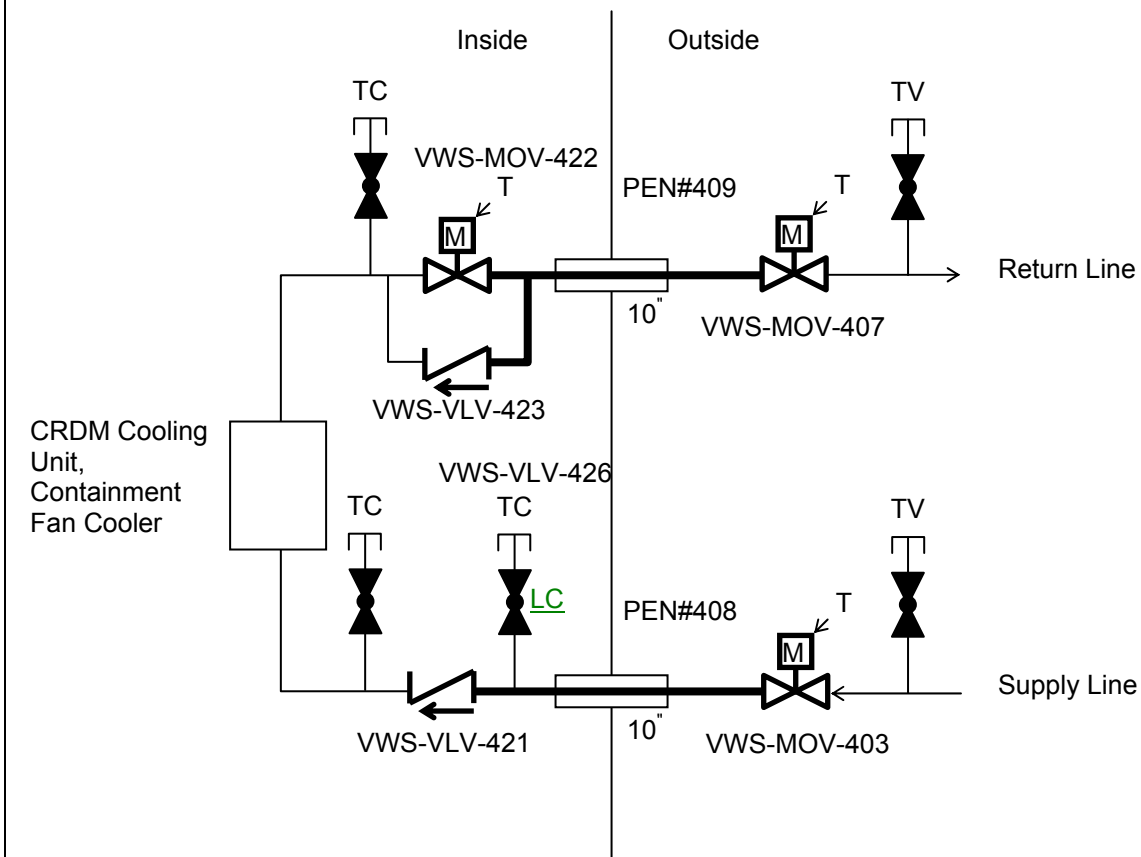 Inside
Outside
TC
TV
VWS-MOV-422
T
PEN#409
T
M
M
Return Line
10"
VWS-MOV-407
VWS-VLV-423
CRDM Cooling
Unit,
Containment
Fan Cooler
VWS-VLV-426
TC
TC
TV
LC
PEN#408
T
M
Supply Line
10"
VWS-VLV-421
VWS-MOV-403